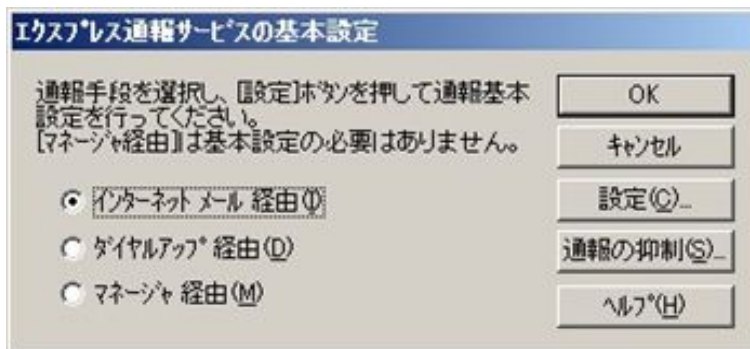 ｴｸｽﾌﾟﾚｽ通報ｻｰﾋﾞｽの基本設定
通報手段を選択し、[設定]ﾎﾞﾀﾝを押して通報基本
設定を行ってください。
[ﾏﾈｰｼﾞｬ経由]は基本設定の必要はありません。
ｲﾝﾀｰﾈｯﾄ ﾒｰﾙ 経由(I)
ﾀﾞｲﾔﾙｱｯﾌﾟ 経由(D)
ﾏﾈｰｼﾞｬ 経由(M)
OK
ｷｬﾝｾﾙ
設定(C)...
通報の抑制(S)...
ﾍﾙﾌﾟ(H)